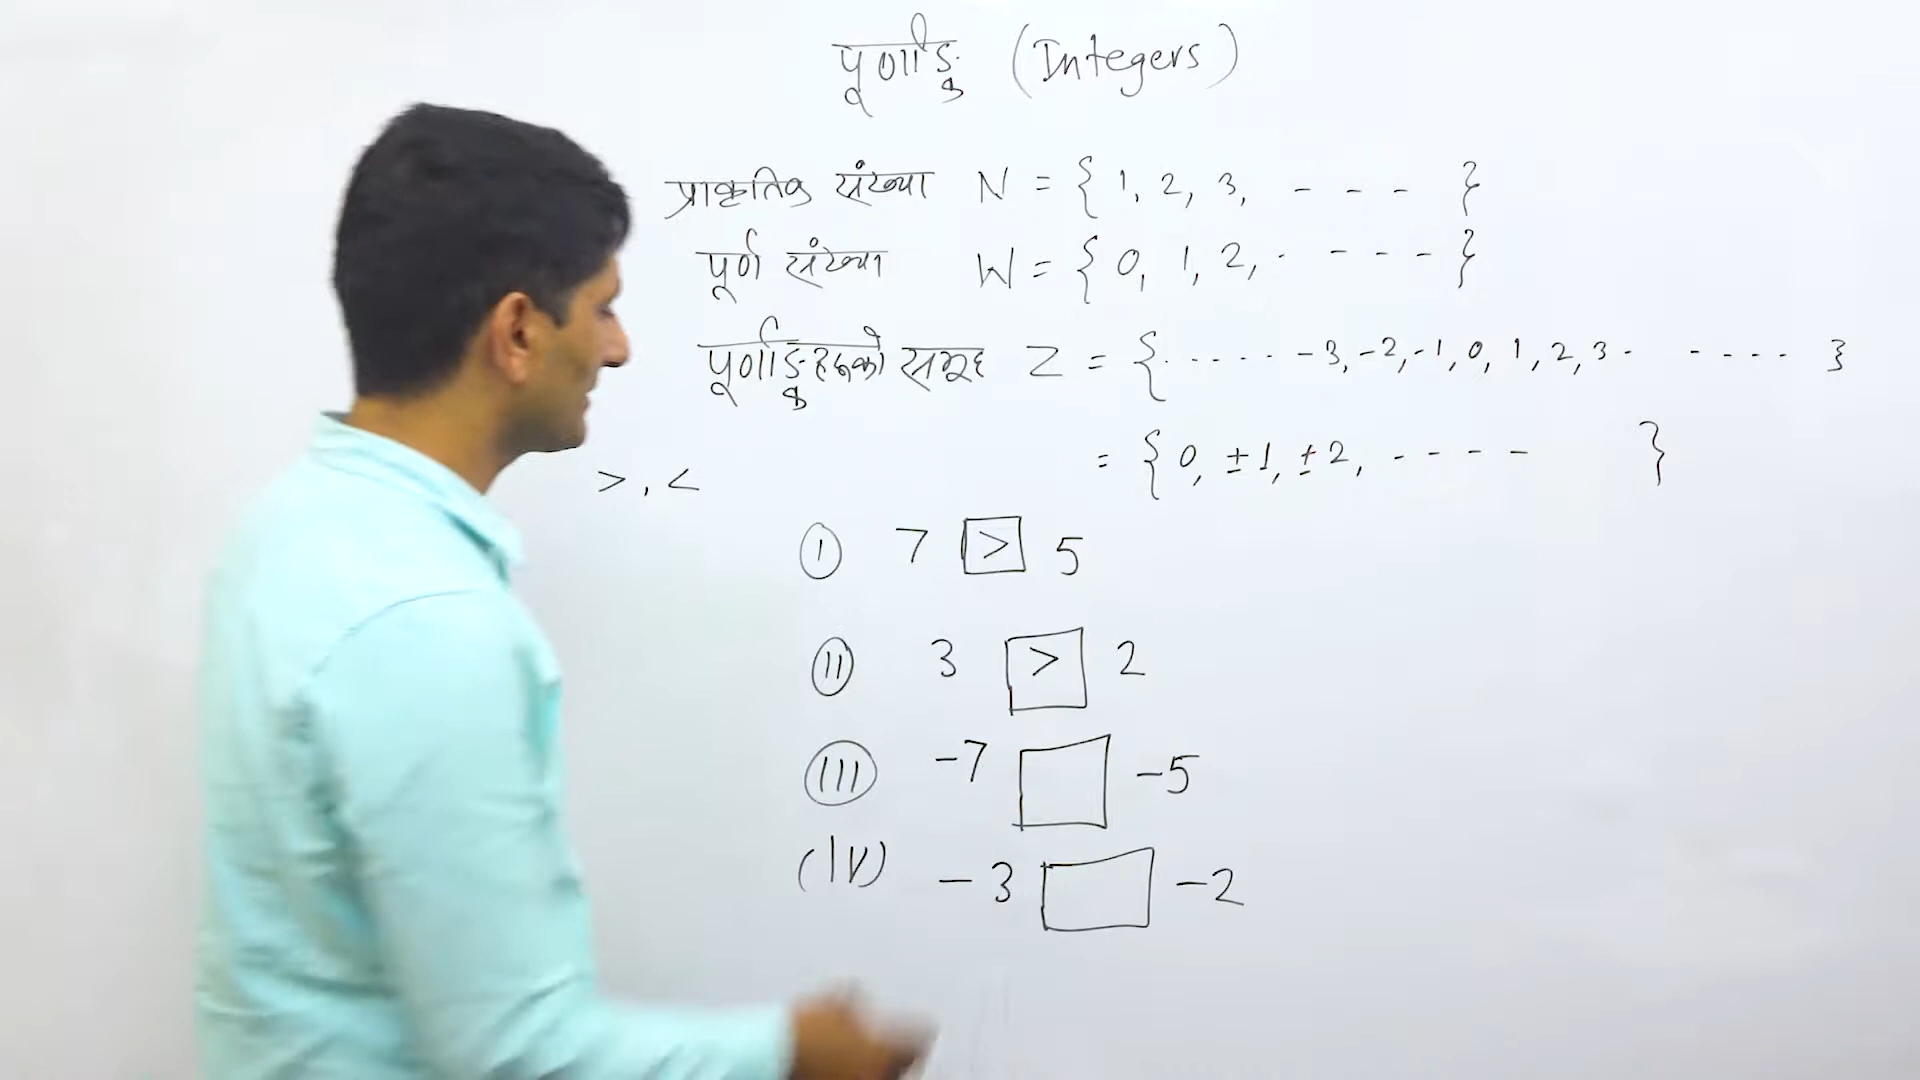 पूर्णाङ्क (Integers)
प्राकृतिक संख्या N = { 1, 2, 3, - - - }
पूर्ण संख्या W = { 0, 1, 2, - - - - }
पूर्णाङ्कहरूको समूह Z = { ..... -3, -2, -1, 0, 1, 2, 3 ..... }
= { 0, ±1, ±2, - - - - }
> , <
(I) 7 > 5
(II) 3 > 2
(III) -7 □ -5
(IV) -3 □ -2